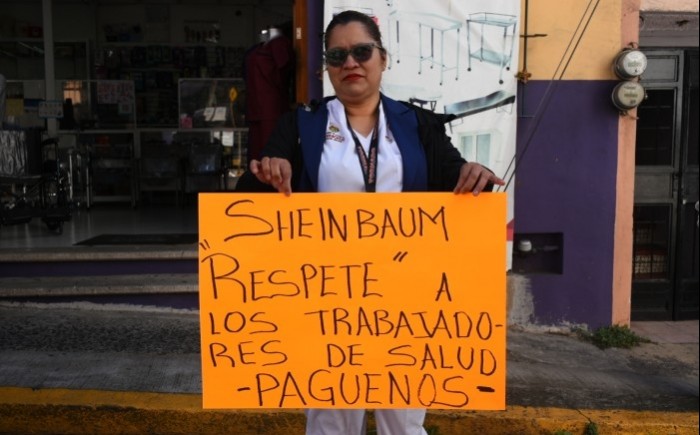 SHEINBAUM
"RESPETE" A
LOS TRABAJADO-
RES DE SALUD
-PAGUENOS-